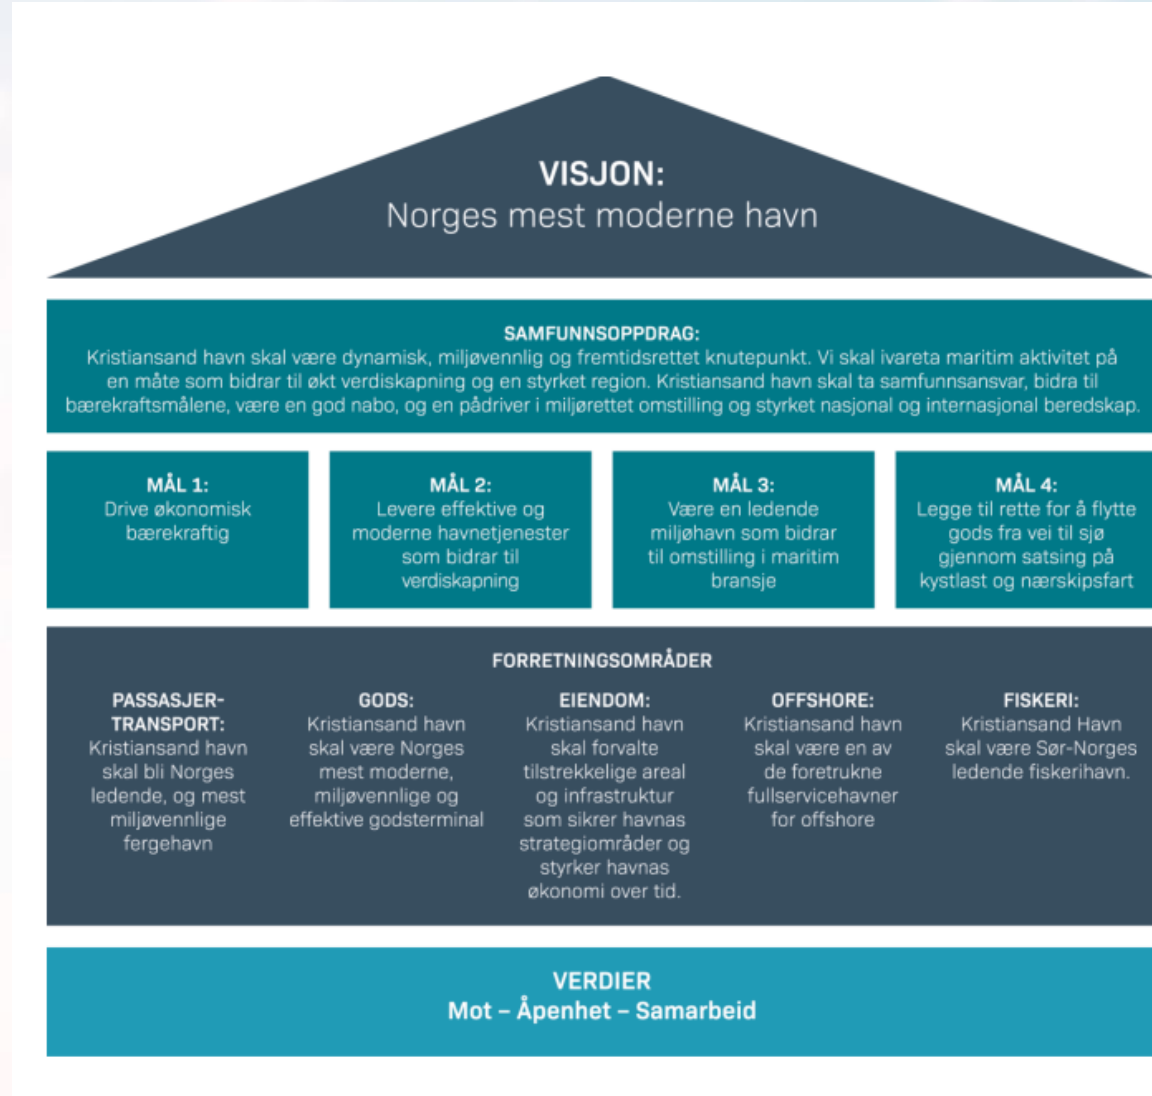 VISJON:
Norges mest moderne havn
SAMFUNNSOPPDRAG:
Kristiansand havn skal være dynamisk, miljøvennlig og fremtidsrettet knutepunkt. Vi skal ivareta maritim aktivitet på
en måte som bidrar til økt verdiskapning og en styrket region. Kristiansand havn skal ta samfunnsansvar, bidra til
bærekraftsmålene, være en god nabo, og en pådriver i miljørettet omstilling og styrket nasjonal og internasjonal beredskap.
MÅL 1:
Drive økonomisk
bærekraftig
MÅL 2:
Levere effektive og
moderne havnetjenester
som bidrar til
verdiskapning
MÅL 3:
Være en ledende
miljøhavn som bidrar
til omstilling i maritim
bransje
MÅL 4:
Legge til rette for å flytte
gods fra vei til sjø
gjennom satsing på
kystlast og nærskipsfart
FORRETNINGSOMRÅDER
PASSASJER-
TRANSPORT:
Kristiansand havn
skal bli Norges
ledende, og mest
miljøvennlige
fergehavn
GODS:
Kristiansand havn
skal være Norges
mest moderne,
miljøvennlige og
effektive godsterminal
EIENDOM:
Kristiansand havn
skal forvalte
tilstrekkelige areal
og infrastruktur
som sikrer havnas
strategiområder og
styrker havnas
økonomi over tid.
OFFSHORE:
Kristiansand havn
skal være en av
de foretrukne
fullservicehavner
for offshore
FISKERI:
Kristiansand Havn
skal være Sør-Norges
ledende fiskerihavn.
VERDIER
Mot – Åpenhet – Samarbeid